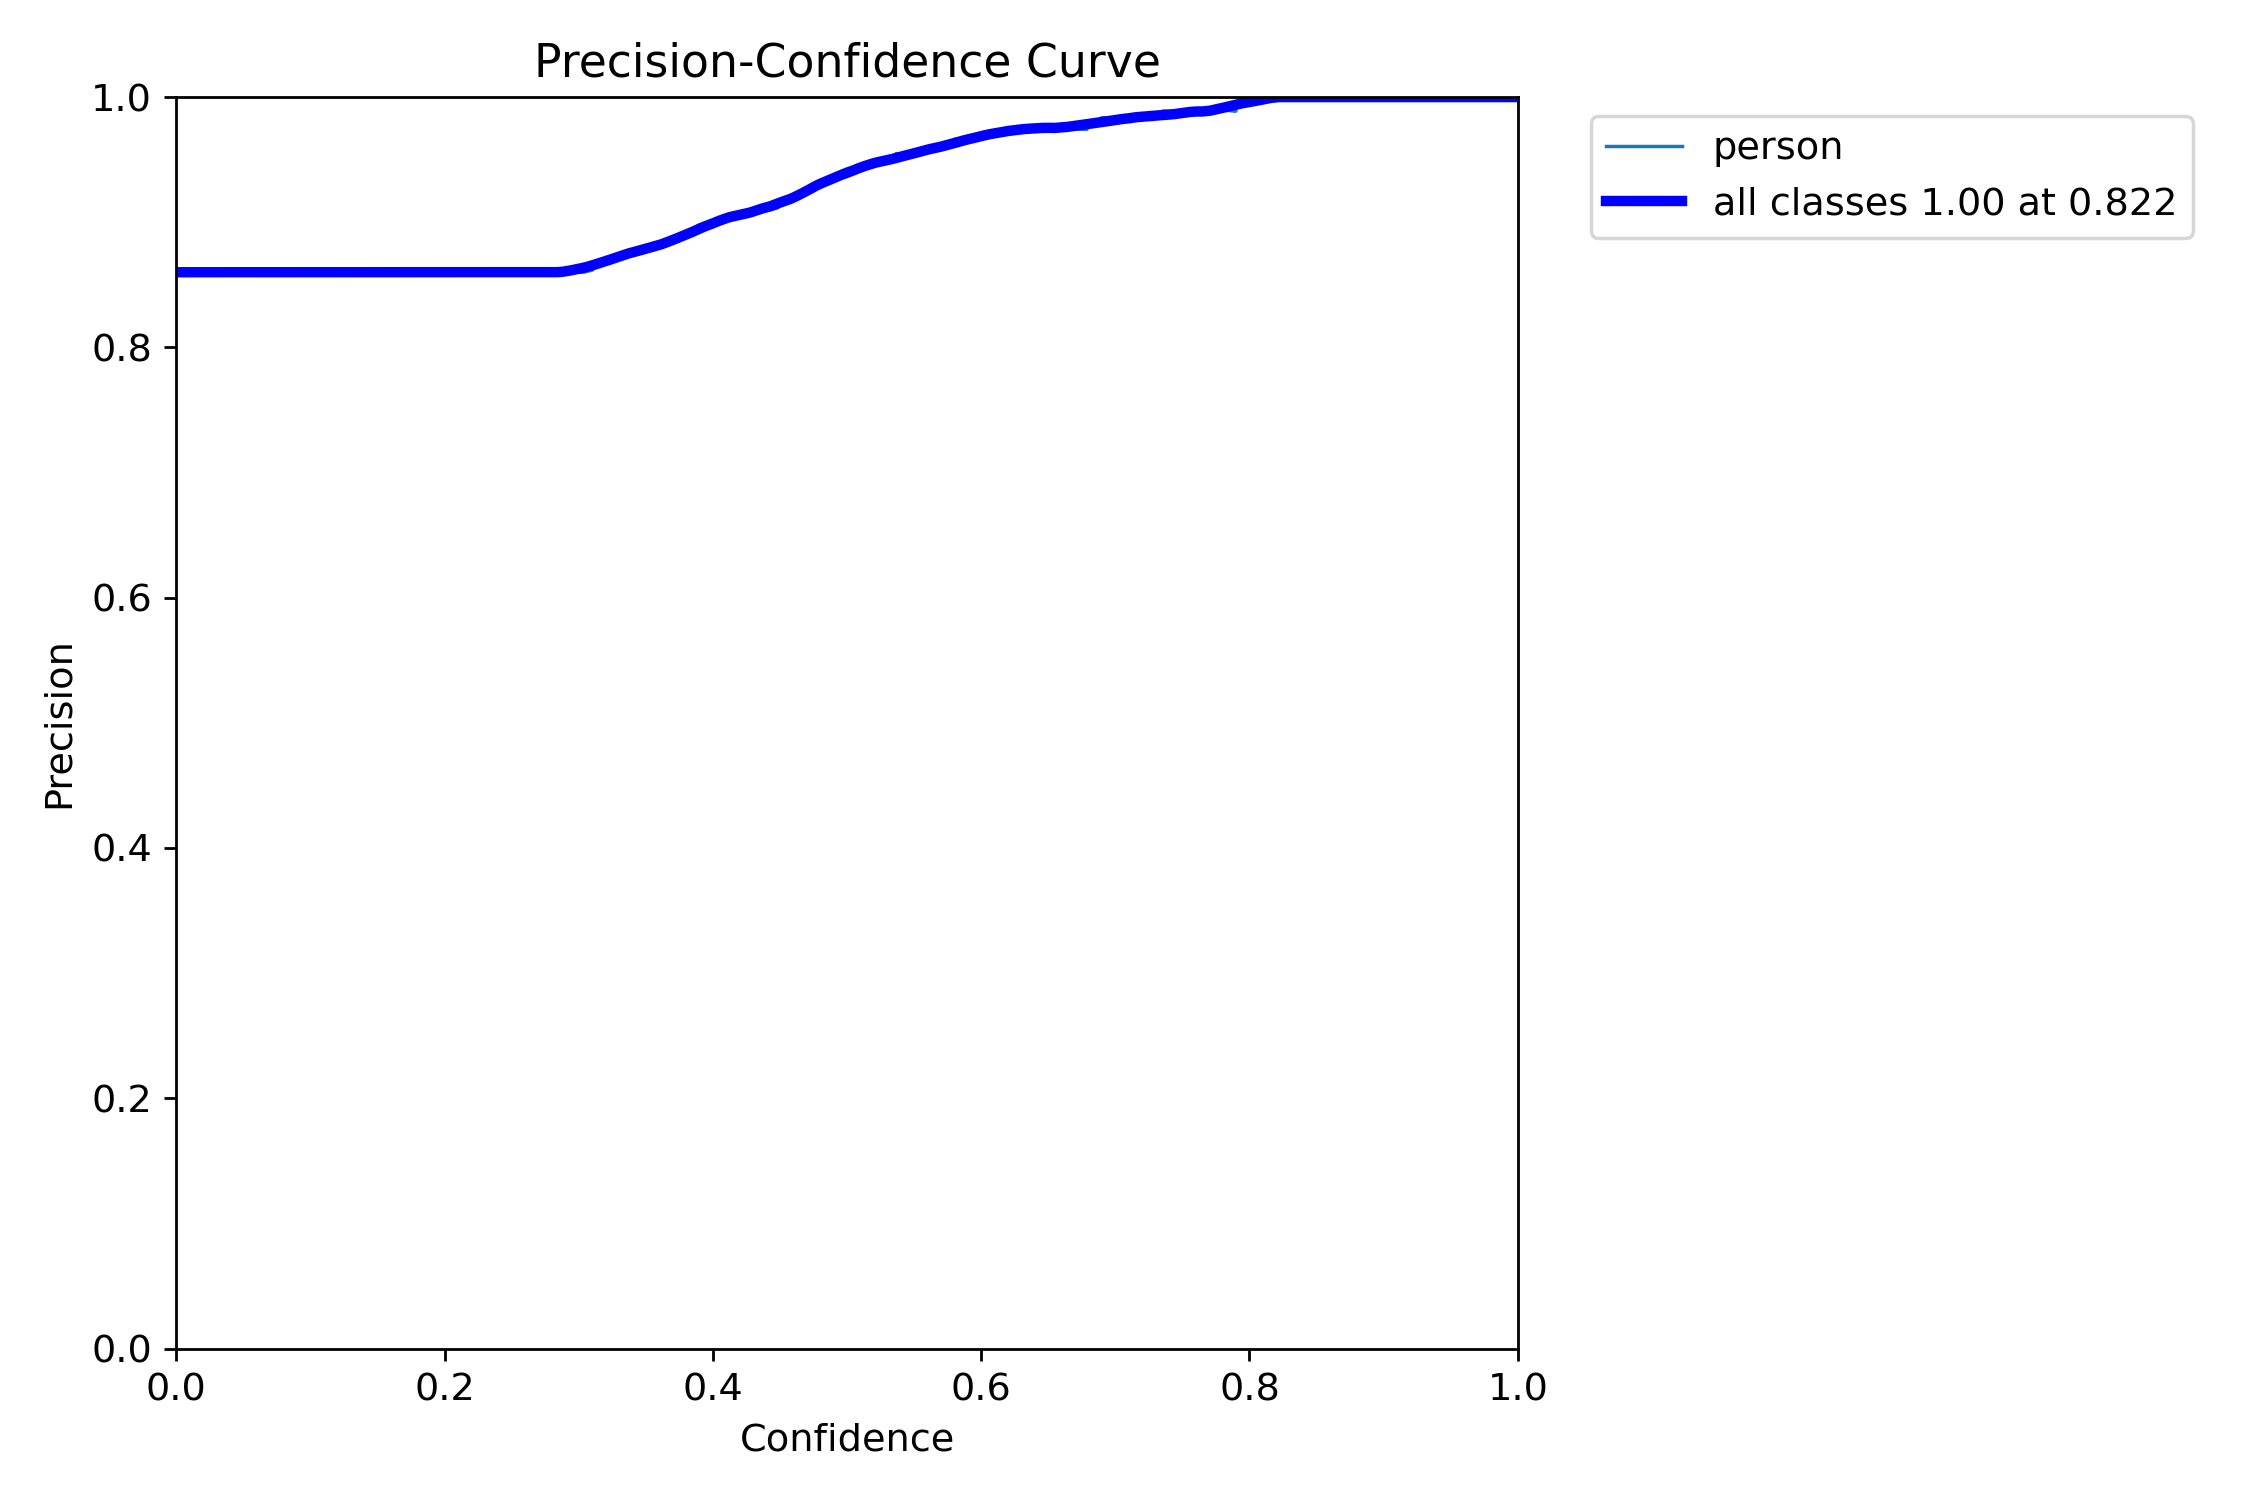 Precision-Confidence Curve
1.0
0.8
0.6
0.4
0.2
0.0
Precision
0.0 0.2 0.4 0.6 0.8 1.0
Confidence
person
all classes 1.00 at 0.822